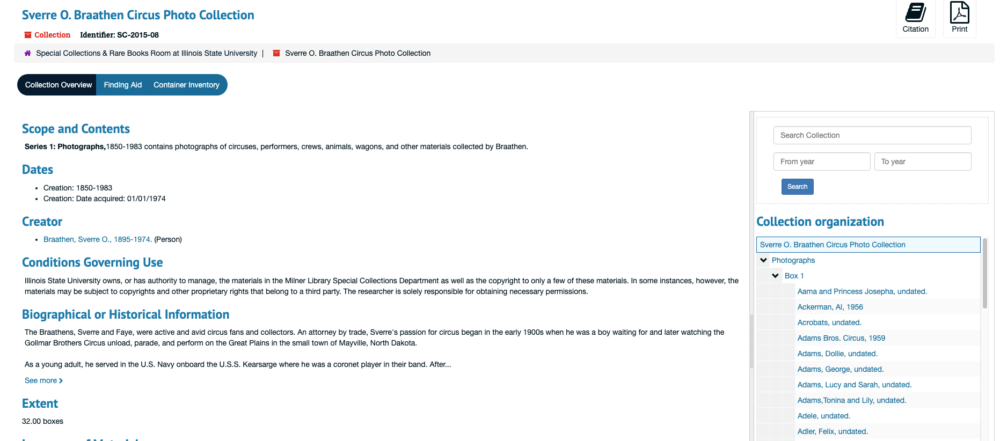 Sverre O. Braathen Circus Photo Collection
Citation
Print
Collection Identifier: SC-2015-08
Special Collections & Rare Books Room at Illinois State University | Sverre O. Braathen Circus Photo Collection
Collection Overview Finding Aid Container Inventory
Scope and Contents
Series 1: Photographs,1850-1983 contains photographs of circuses, performers, crews, animals, wagons, and other materials collected by Braathen.
Dates
• Creation: 1850-1983
• Creation: Date acquired: 01/01/1974
Creator
• Braathen, Sverre O., 1895-1974. (Person)
Conditions Governing Use
Illinois State University owns, or has authority to manage, the materials in the Milner Library Special Collections Department as well as the copyright to only a few of these materials. In some instances, however, the
materials may be subject to copyrights and other proprietary rights that belong to a third party. The researcher is solely responsible for obtaining necessary permissions.
Biographical or Historical Information
The Braathens, Sverre and Faye, were active and avid circus fans and collectors. An attorney by trade, Sverre's passion for circus began in the early 1900s when he was a boy waiting for and later watching the
Gollmar Brothers Circus unload, parade, and perform on the Great Plains in the small town of Mayville, North Dakota.
As a young adult, he served in the U.S. Navy onboard the U.S.S. Kearsarge where he was a coronet player in their band. After...
See more
Extent
32.00 boxes
Search Collection
From year
To year
Search
Collection organization
Sverre O. Braathen Circus Photo Collection
Photographs
Box 1
Aama and Princess Josepha, undated.
Ackerman, Al, 1956
Acrobats, undated.
Adams Bros. Circus, 1959
Adams, Dollie, undated.
Adams, George, undated.
Adams, Lucy and Sarah, undated.
Adams,Tonina and Lily, undated.
Adele, undated.
Adler, Felix, undated.